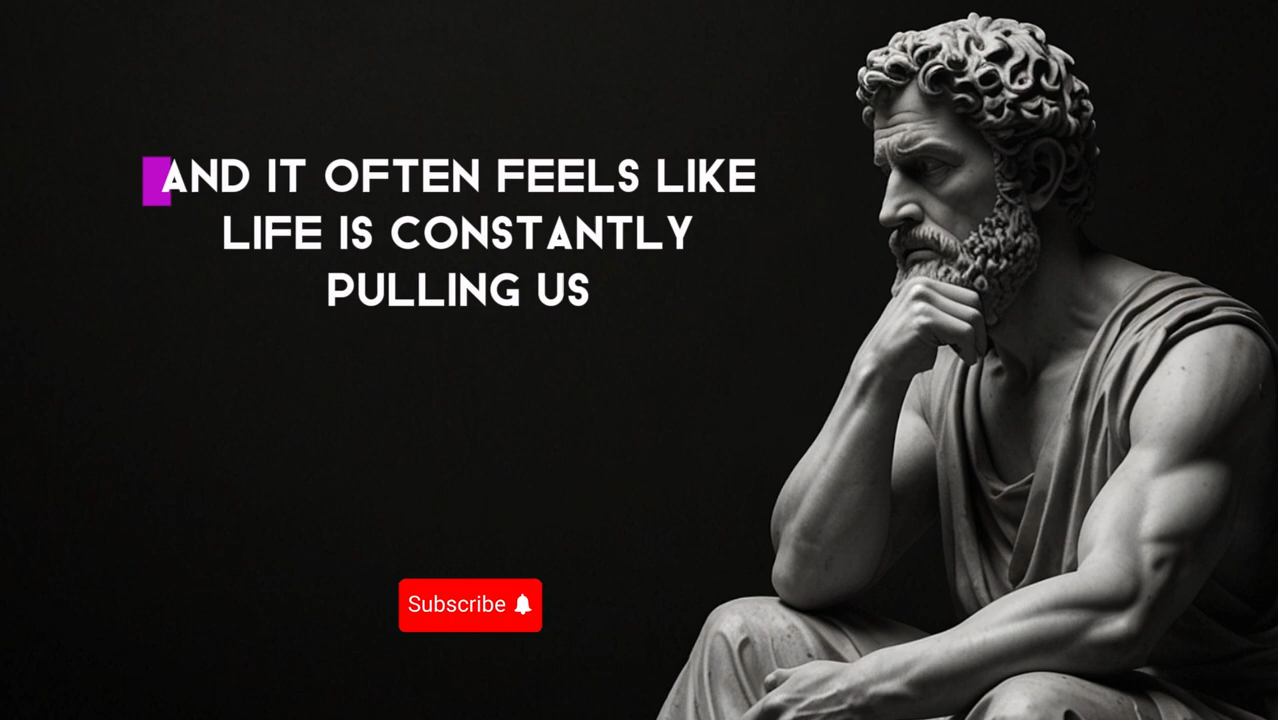 AND IT OFTEN FEELS LIKE
LIFE IS CONSTANTLY
PULLING US
Subscribe